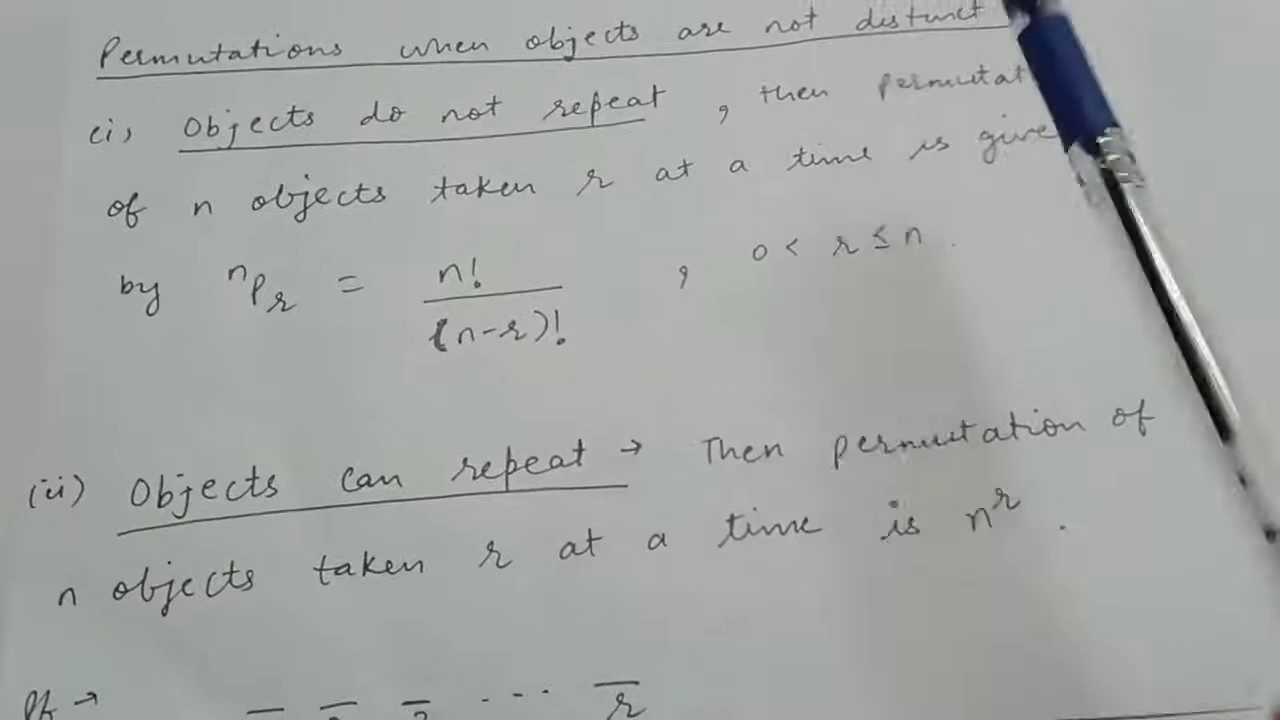 Permutations when objects are not distinct
(i) Objects do not repeat , then permutat
of n objects taken r at a time is give
by ⁿPᵣ = n!/(n-r)! , 0 < r ≤ n .
(ii) Objects can repeat → Then permutation of
n objects taken r at a time is nʳ .
Pf → _ _ _ ... _
r